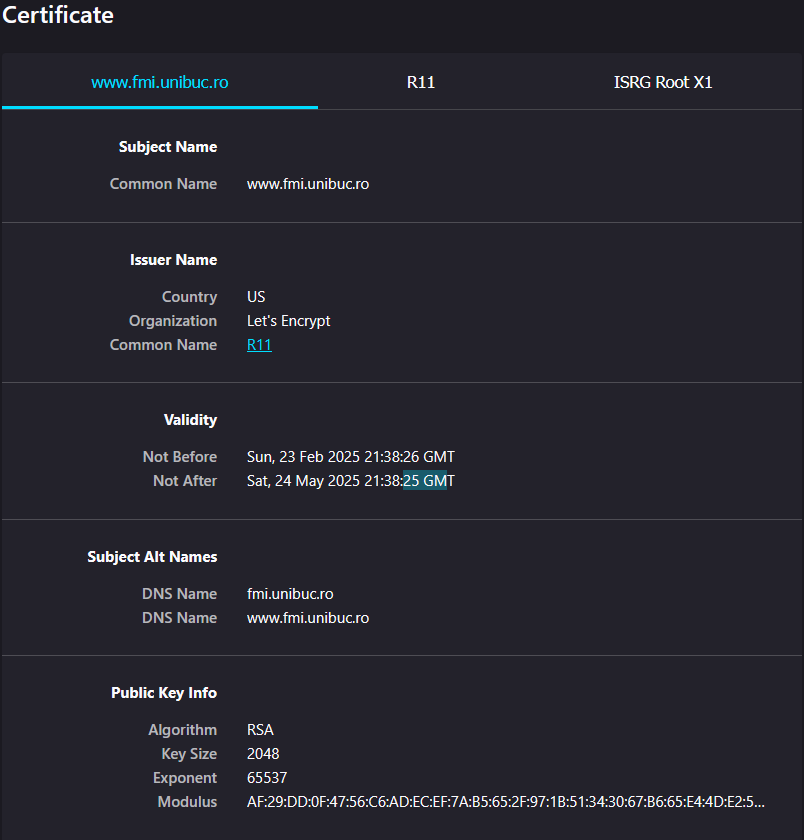 Certificate
www.fmi.unibuc.ro R11 ISRG Root X1
Subject Name
Common Name www.fmi.unibuc.ro
Issuer Name
Country US
Organization Let's Encrypt
Common Name R11
Validity
Not Before Sun, 23 Feb 2025 21:38:26 GMT
Not After Sat, 24 May 2025 21:38:25 GMT
Subject Alt Names
DNS Name fmi.unibuc.ro
DNS Name www.fmi.unibuc.ro
Public Key Info
Algorithm RSA
Key Size 2048
Exponent 65537
Modulus AF:29:DD:0F:47:56:C6:AD:EC:EF:7A:B5:65:2F:97:1B:51:34:30:67:B6:65:E4:4D:E2:5...